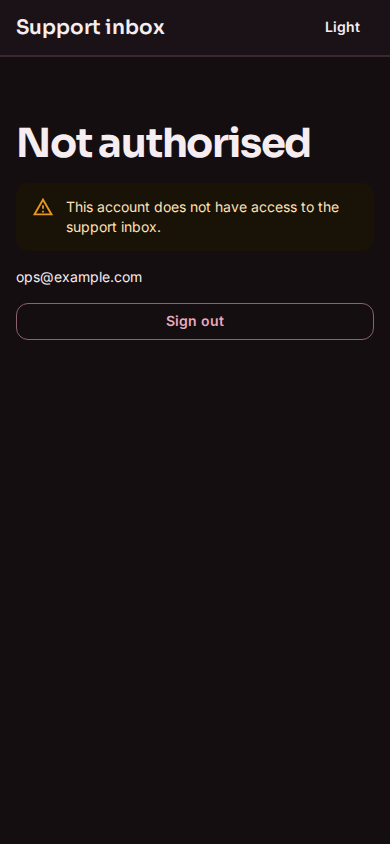 Support inbox
Light
Not authorised
This account does not have access to the
support inbox.
ops@example.com
Sign out